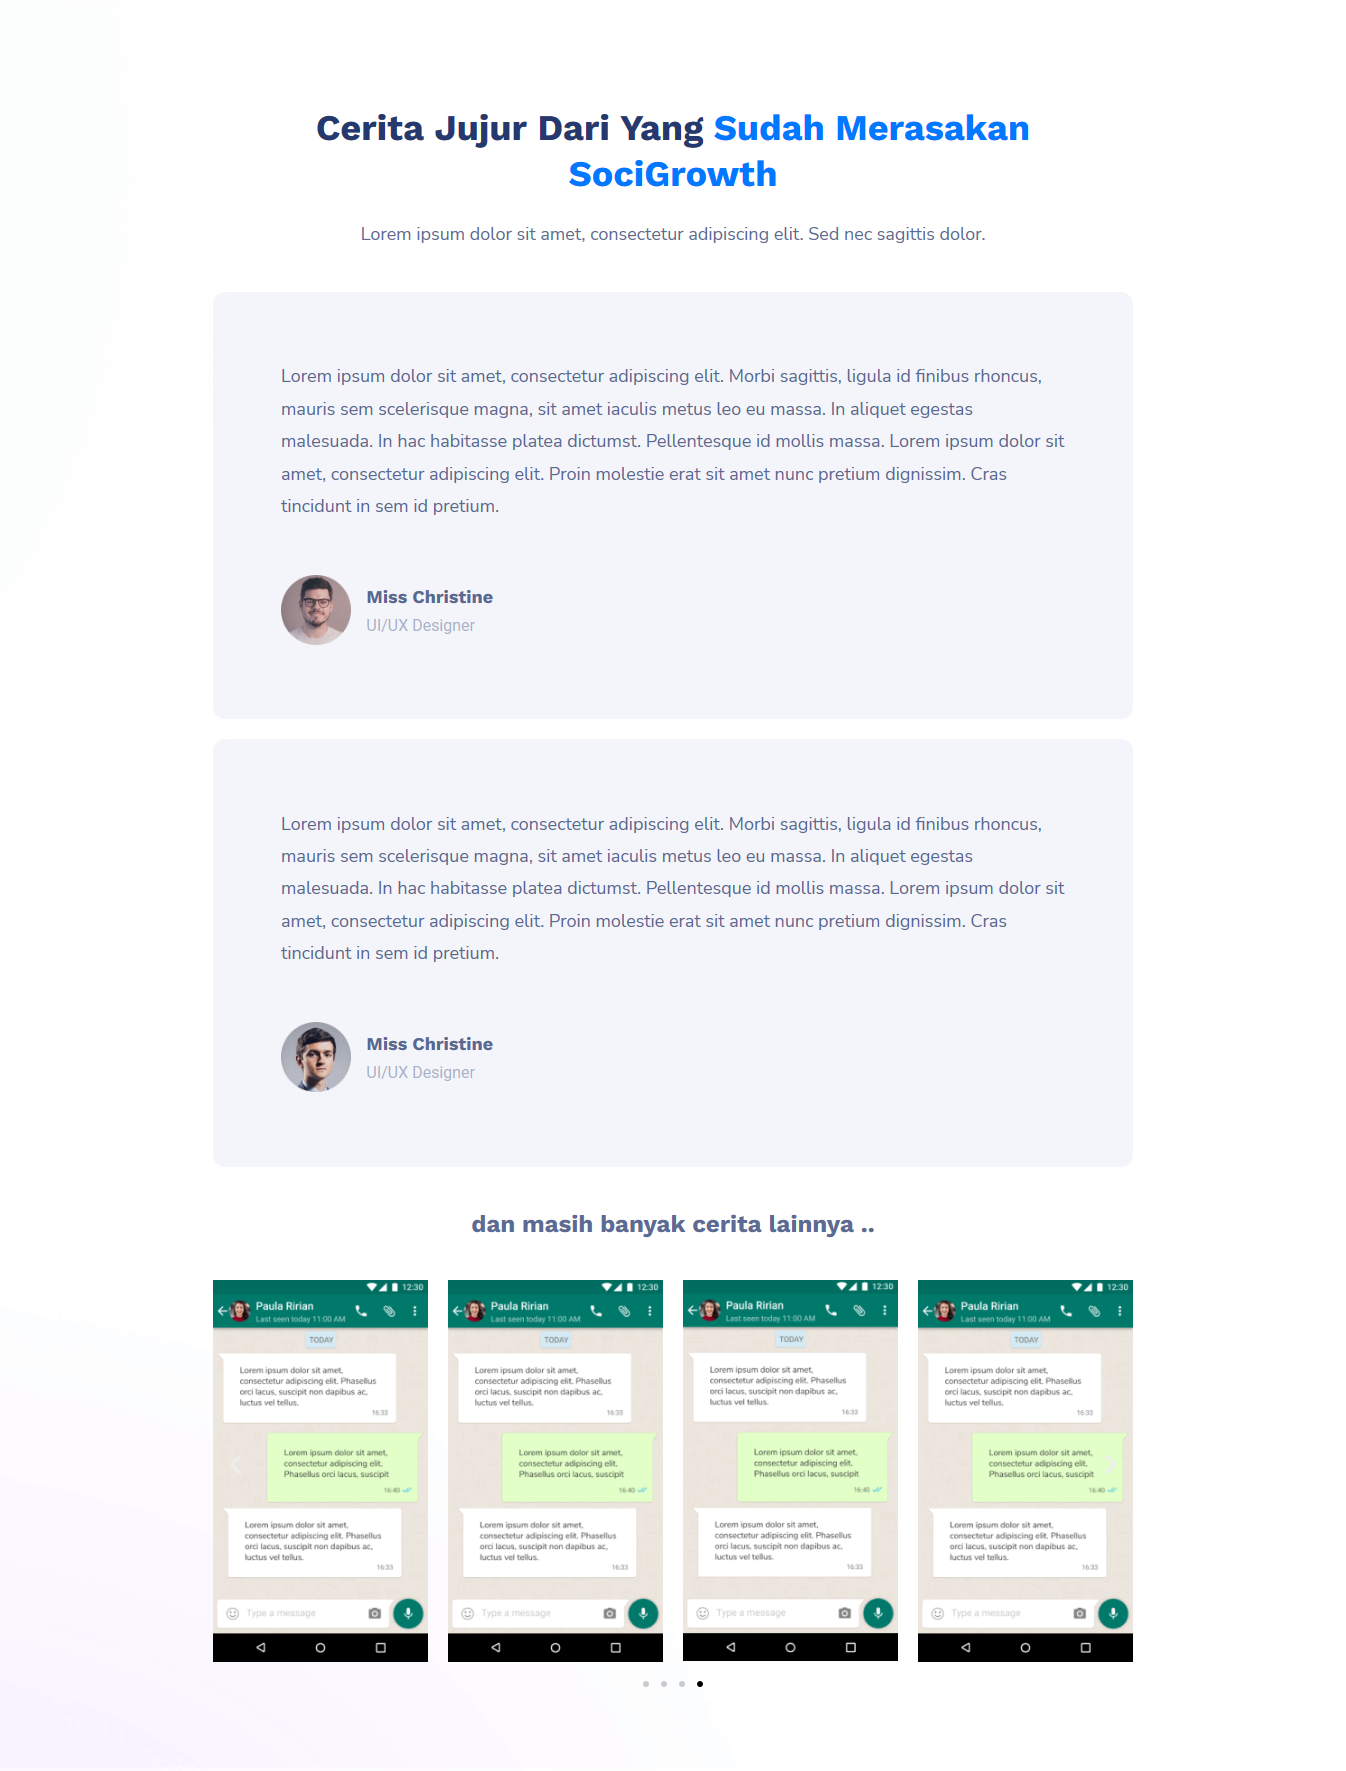 Cerita Jujur Dari Yang Sudah Merasakan
SociGrowth
Lorem ipsum dolor sit amet, consectetur adipiscing elit. Sed nec sagittis dolor.
Lorem ipsum dolor sit amet, consectetur adipiscing elit. Morbi sagittis, ligula id finibus rhoncus,
mauris sem scelerisque magna, sit amet iaculis metus leo eu massa. In aliquet egestas
malesuada. In hac habitasse platea dictumst. Pellentesque id mollis massa. Lorem ipsum dolor sit
amet, consectetur adipiscing elit. Proin molestie erat sit amet nunc pretium dignissim. Cras
tincidunt in sem id pretium.
Miss Christine
UI/UX Designer
Lorem ipsum dolor sit amet, consectetur adipiscing elit. Morbi sagittis, ligula id finibus rhoncus,
mauris sem scelerisque magna, sit amet iaculis metus leo eu massa. In aliquet egestas
malesuada. In hac habitasse platea dictumst. Pellentesque id mollis massa. Lorem ipsum dolor sit
amet, consectetur adipiscing elit. Proin molestie erat sit amet nunc pretium dignissim. Cras
tincidunt in sem id pretium.
Miss Christine
UI/UX Designer
dan masih banyak cerita lainnya ..
12:30
Paula Ririan
Last seen today 11:00 AM
TODAY
Lorem ipsum dolor sit amet,
consectetur adipiscing elit. Phasellus
orci lacus, suscipit non dapibus ac,
luctus vel tellus.
16:33
Lorem ipsum dolor sit amet,
consectetur adipiscing elit.
Phasellus orci lacus, suscipit
16:40
Lorem ipsum dolor sit amet,
consectetur adipiscing elit. Phasellus
orci lacus, suscipit non dapibus ac,
luctus vel tellus.
16:33
Type a message
12:30
Paula Ririan
Last seen today 11:00 AM
TODAY
Lorem ipsum dolor sit amet,
consectetur adipiscing elit. Phasellus
orci lacus, suscipit non dapibus ac,
luctus vel tellus.
16:33
Lorem ipsum dolor sit amet,
consectetur adipiscing elit.
Phasellus orci lacus, suscipit
16:40
Lorem ipsum dolor sit amet,
consectetur adipiscing elit. Phasellus
orci lacus, suscipit non dapibus ac,
luctus vel tellus.
16:33
Type a message
12:30
Paula Ririan
Last seen today 11:00 AM
TODAY
Lorem ipsum dolor sit amet,
consectetur adipiscing elit. Phasellus
orci lacus, suscipit non dapibus ac,
luctus vel tellus.
16:33
Lorem ipsum dolor sit amet,
consectetur adipiscing elit.
Phasellus orci lacus, suscipit
16:40
Lorem ipsum dolor sit amet,
consectetur adipiscing elit. Phasellus
orci lacus, suscipit non dapibus ac,
luctus vel tellus.
16:33
Type a message
12:30
Paula Ririan
Last seen today 11:00 AM
TODAY
Lorem ipsum dolor sit amet,
consectetur adipiscing elit. Phasellus
orci lacus, suscipit non dapibus ac,
luctus vel tellus.
16:33
Lorem ipsum dolor sit amet,
consectetur adipiscing elit.
Phasellus orci lacus, suscipit
16:40
Lorem ipsum dolor sit amet,
consectetur adipiscing elit. Phasellus
orci lacus, suscipit non dapibus ac,
luctus vel tellus.
16:33
Type a message